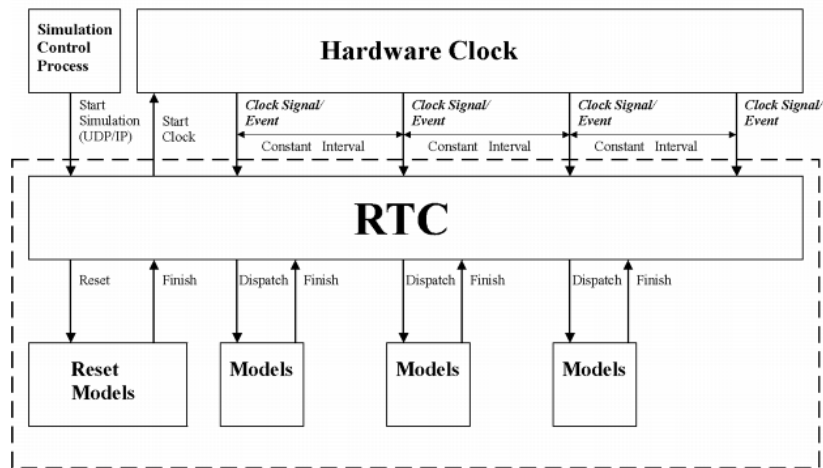 Simulation
Control
Process
Hardware Clock
Start
Simulation
(UDP/IP)
Start
Clock
Clock Signal/
Event
Clock Signal/
Event
Clock Signal/
Event
Clock Signal/
Event
Constant Interval
Constant Interval
Constant Interval
RTC
Reset
Finish
Dispatch
Finish
Dispatch
Finish
Dispatch
Finish
Reset
Models
Models
Models
Models